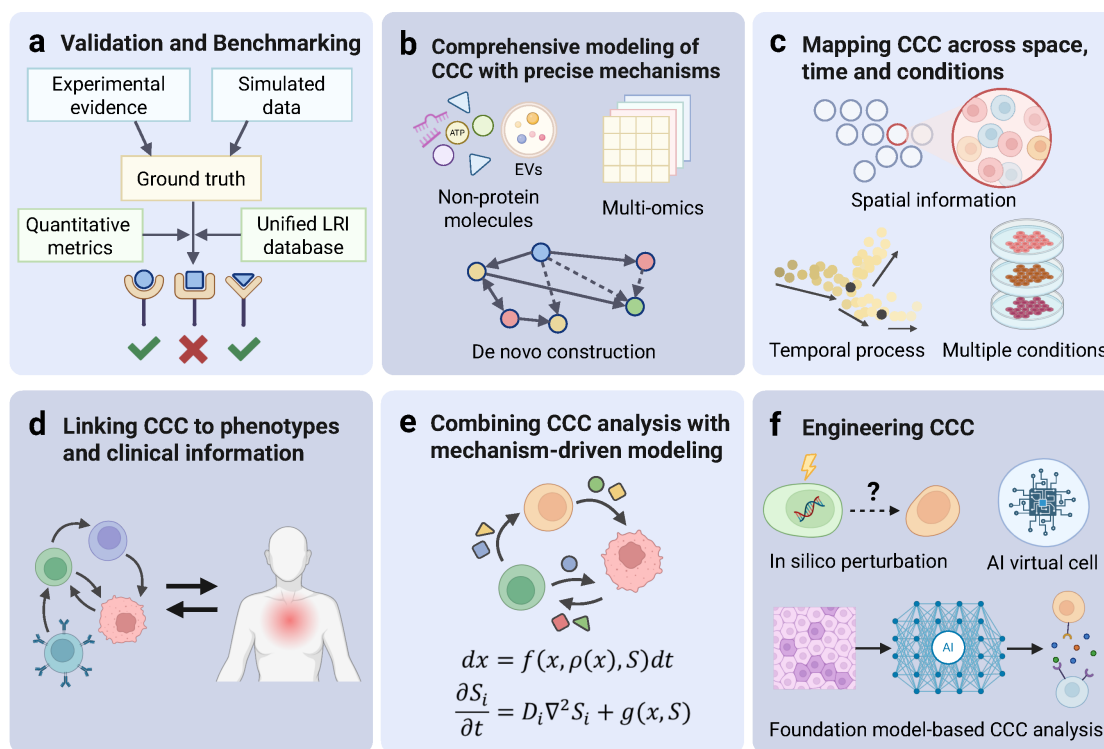 a Validation and Benchmarking
Experimental
evidence
Simulated
data
Ground truth
Quantitative
metrics
Unified LRI
database
b Comprehensive modeling of
CCC with precise mechanisms
ATP
EVs
Non-protein
molecules
Multi-omics
De novo construction
c Mapping CCC across space,
time and conditions
Spatial information
Temporal process
Multiple conditions
d Linking CCC to phenotypes
and clinical information
e Combining CCC analysis with
mechanism-driven modeling
dx = f(x, ρ(x), S)dt
∂Sᵢ/∂t = Dᵢ∇²Sᵢ + g(x, S)
f Engineering CCC
?
In silico perturbation
AI virtual cell
AI
Foundation model-based CCC analysis